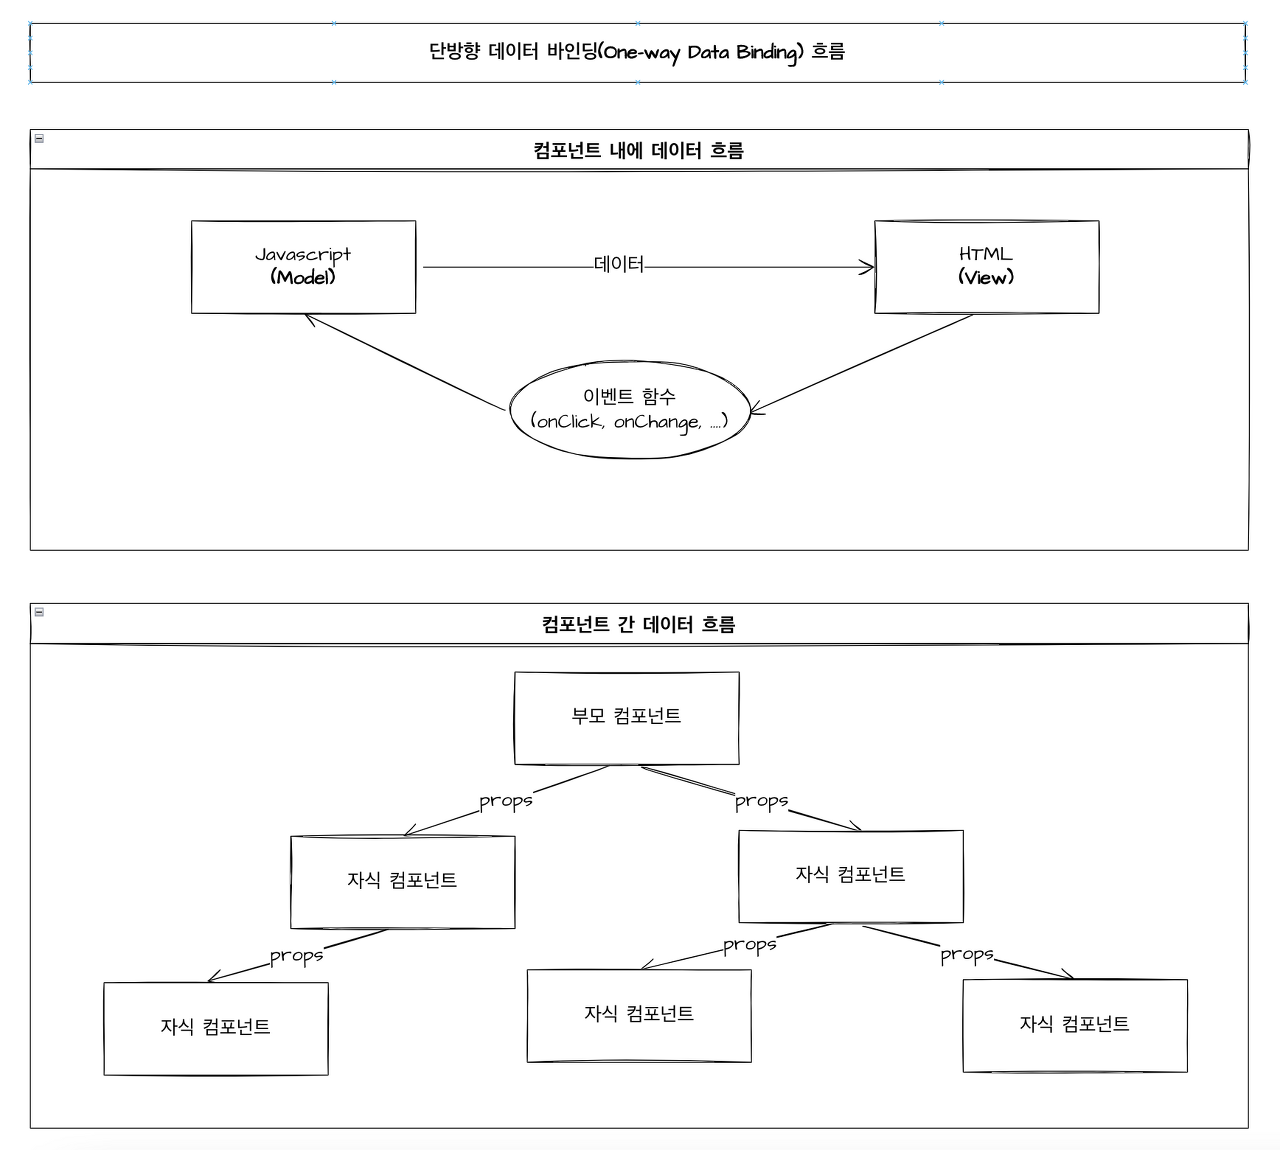 단방향 데이터 바인딩(One-way Data Binding) 흐름
컴포넌트 내에 데이터 흐름
Javascript
(Model)
데이터
HTML
(View)
이벤트 함수
(onClick, onChange, ....)
컴포넌트 간 데이터 흐름
부모 컴포넌트
props
props
자식 컴포넌트
자식 컴포넌트
props
props
props
자식 컴포넌트
자식 컴포넌트
자식 컴포넌트